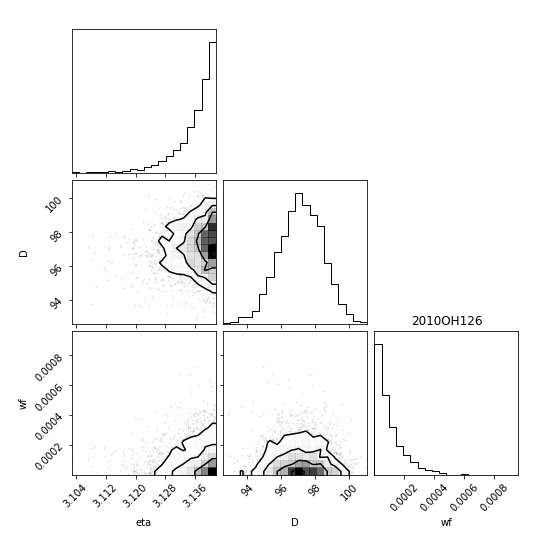 100
98
96
94
D
2010OH126
0.0008
0.0006
0.0004
0.0002
wf
3.104 3.112 3.120 3.128 3.136
94 96 98 100
0.0002 0.0004 0.0006 0.0008
eta D wf